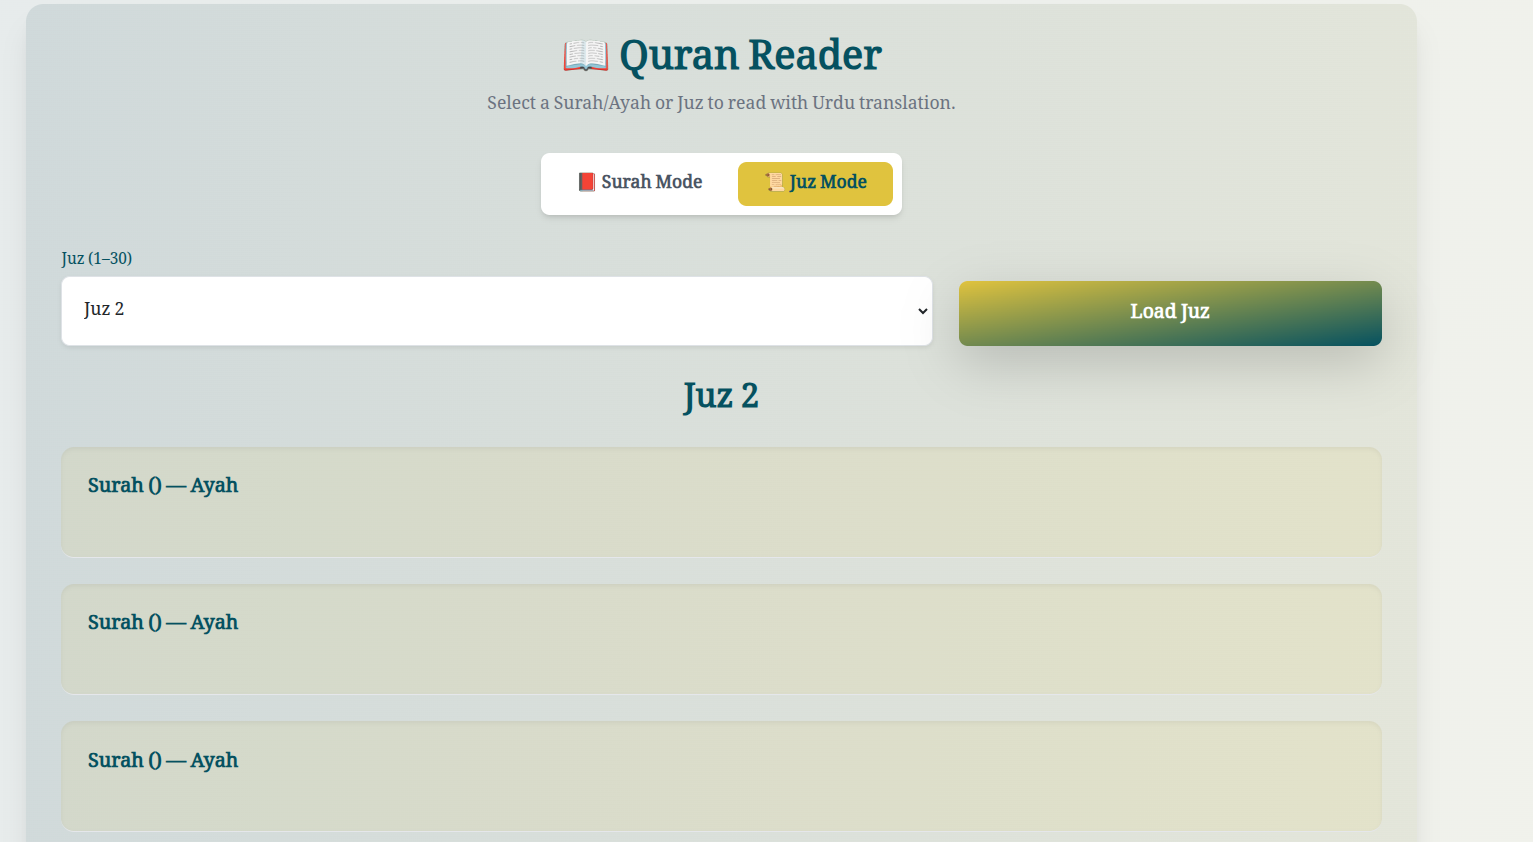 📖 Quran Reader
Select a Surah/Ayah or Juz to read with Urdu translation.
📕 Surah Mode
📜 Juz Mode
Juz (1–30)
Juz 2
Load Juz
Juz 2
Surah () — Ayah
Surah () — Ayah
Surah () — Ayah